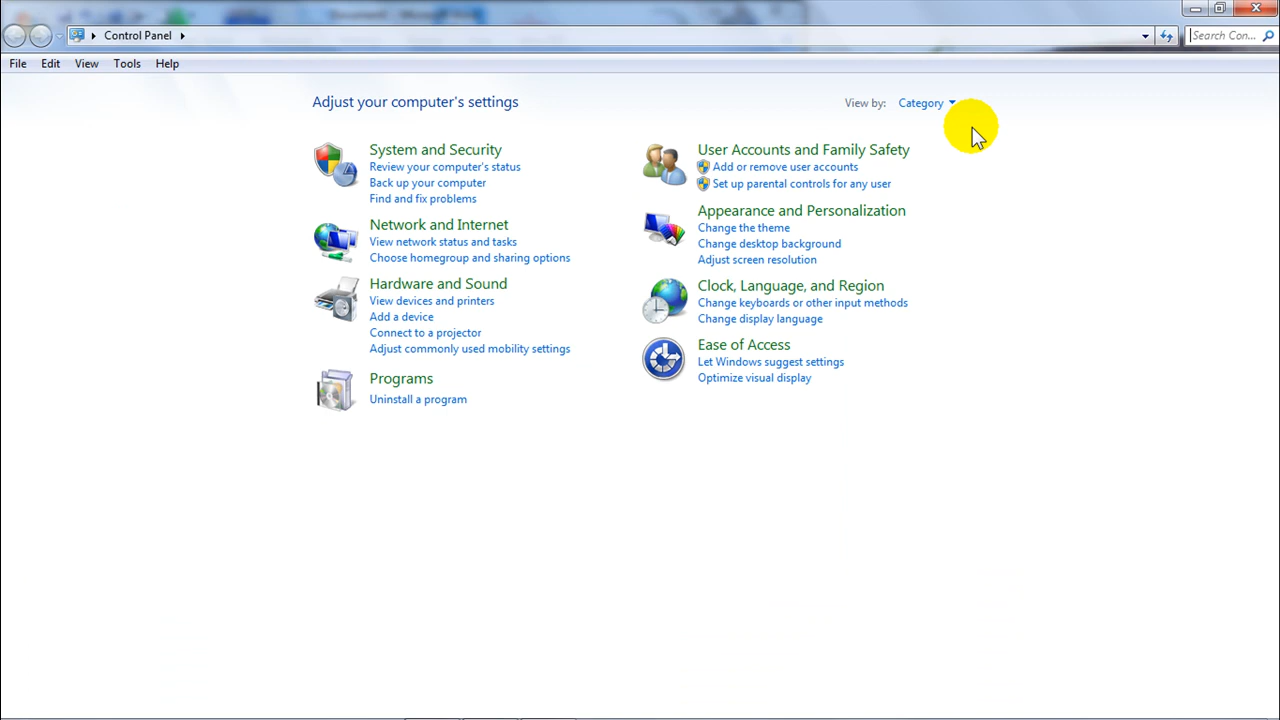 Control Panel
Search Con...
File Edit View Tools Help
Adjust your computer's settings
View by: Category
System and Security
Review your computer's status
Back up your computer
Find and fix problems
Network and Internet
View network status and tasks
Choose homegroup and sharing options
Hardware and Sound
View devices and printers
Add a device
Connect to a projector
Adjust commonly used mobility settings
Programs
Uninstall a program
User Accounts and Family Safety
Add or remove user accounts
Set up parental controls for any user
Appearance and Personalization
Change the theme
Change desktop background
Adjust screen resolution
Clock, Language, and Region
Change keyboards or other input methods
Change display language
Ease of Access
Let Windows suggest settings
Optimize visual display